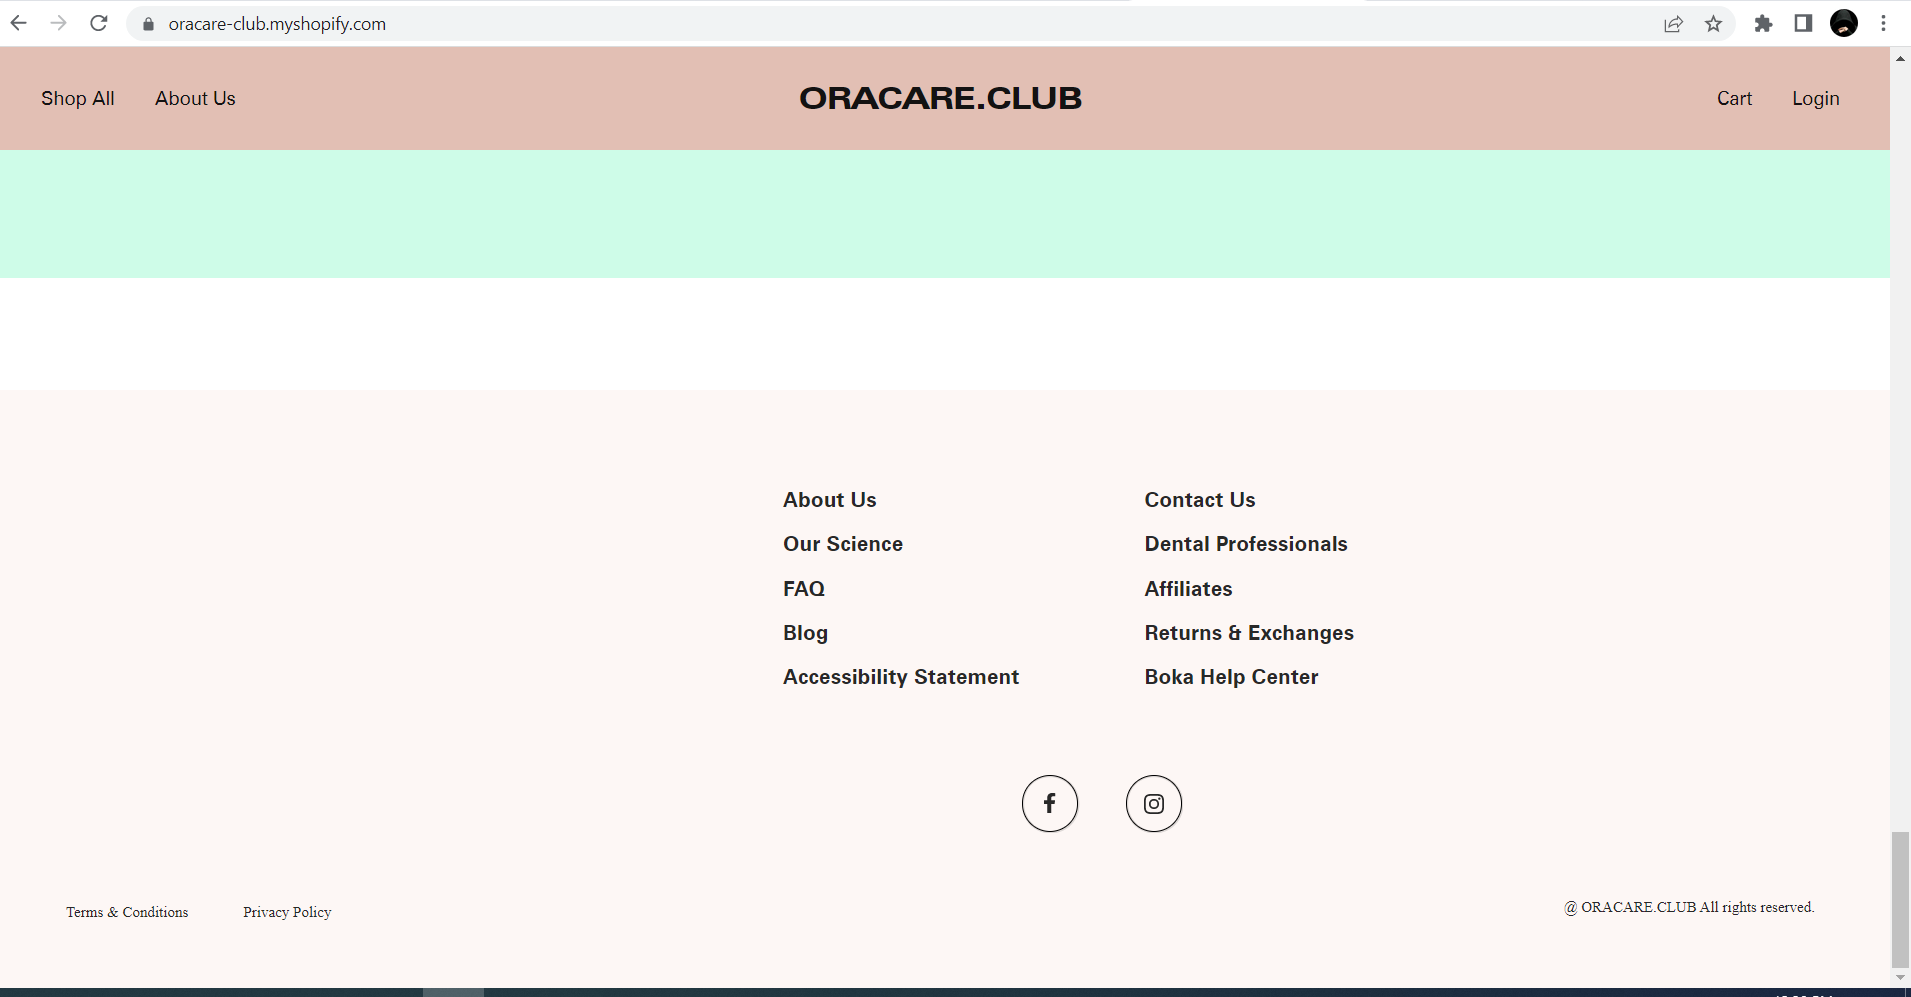 oracare-club.myshopify.com
Shop All About Us ORACARE.CLUB Cart Login
About Us
Our Science
FAQ
Blog
Accessibility Statement
Contact Us
Dental Professionals
Affiliates
Returns & Exchanges
Boka Help Center
Terms & Conditions Privacy Policy @ ORACARE.CLUB All rights reserved.